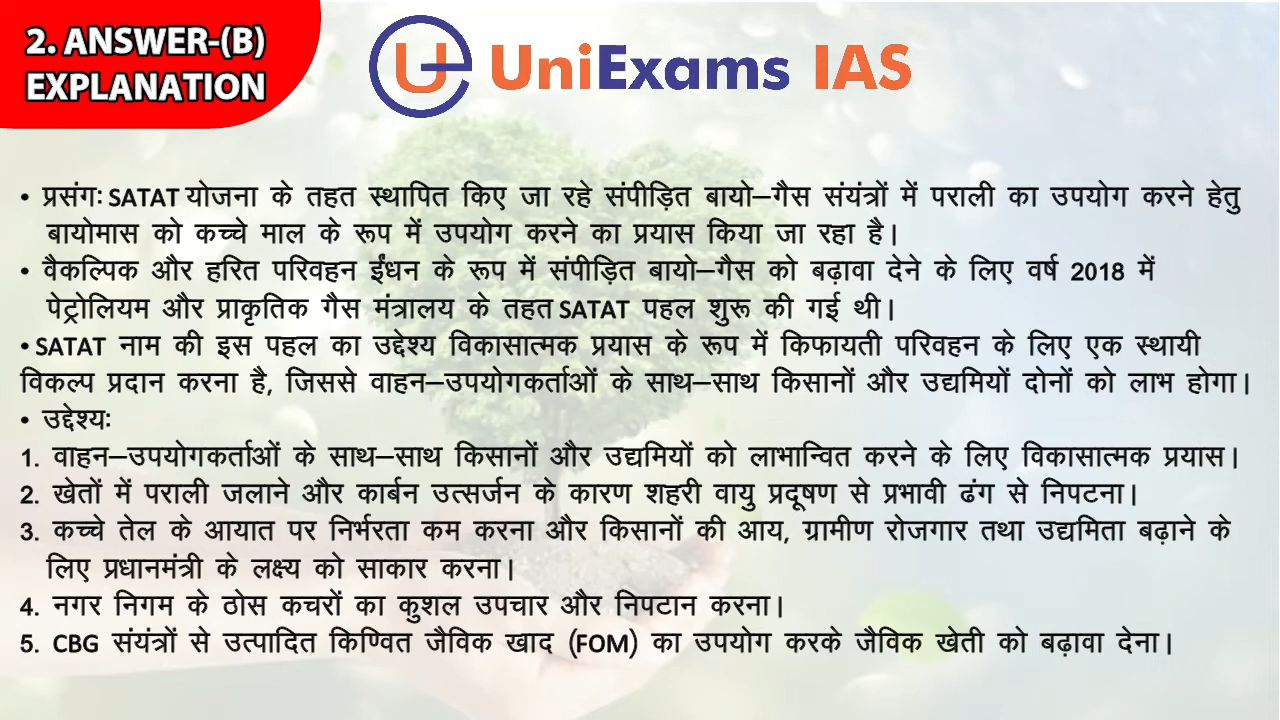 2. ANSWER-(B)
EXPLANATION
UniExams IAS
• प्रसंगः SATAT योजना के तहत स्थापित किए जा रहे संपीड़ित बायो–गैस संयंत्रों में पराली का उपयोग करने हेतु
बायोमास को कच्चे माल के रूप में उपयोग करने का प्रयास किया जा रहा है।
• वैकल्पिक और हरित परिवहन ईंधन के रूप में संपीड़ित बायो–गैस को बढ़ावा देने के लिए वर्ष 2018 में
पेट्रोलियम और प्राकृतिक गैस मंत्रालय के तहत SATAT पहल शुरू की गई थी।
• SATAT नाम की इस पहल का उद्देश्य विकासात्मक प्रयास के रूप में किफायती परिवहन के लिए एक स्थायी
विकल्प प्रदान करना है, जिससे वाहन–उपयोगकर्ताओं के साथ–साथ किसानों और उद्यमियों दोनों को लाभ होगा।
• उद्देश्यः
1. वाहन–उपयोगकर्ताओं के साथ–साथ किसानों और उद्यमियों को लाभान्वित करने के लिए विकासात्मक प्रयास।
2. खेतों में पराली जलाने और कार्बन उत्सर्जन के कारण शहरी वायु प्रदूषण से प्रभावी ढंग से निपटना।
3. कच्चे तेल के आयात पर निर्भरता कम करना और किसानों की आय, ग्रामीण रोजगार तथा उद्यमिता बढ़ाने के
लिए प्रधानमंत्री के लक्ष्य को साकार करना।
4. नगर निगम के ठोस कचरों का कुशल उपचार और निपटान करना।
5. CBG संयंत्रों से उत्पादित किण्वित जैविक खाद (FOM) का उपयोग करके जैविक खेती को बढ़ावा देना।